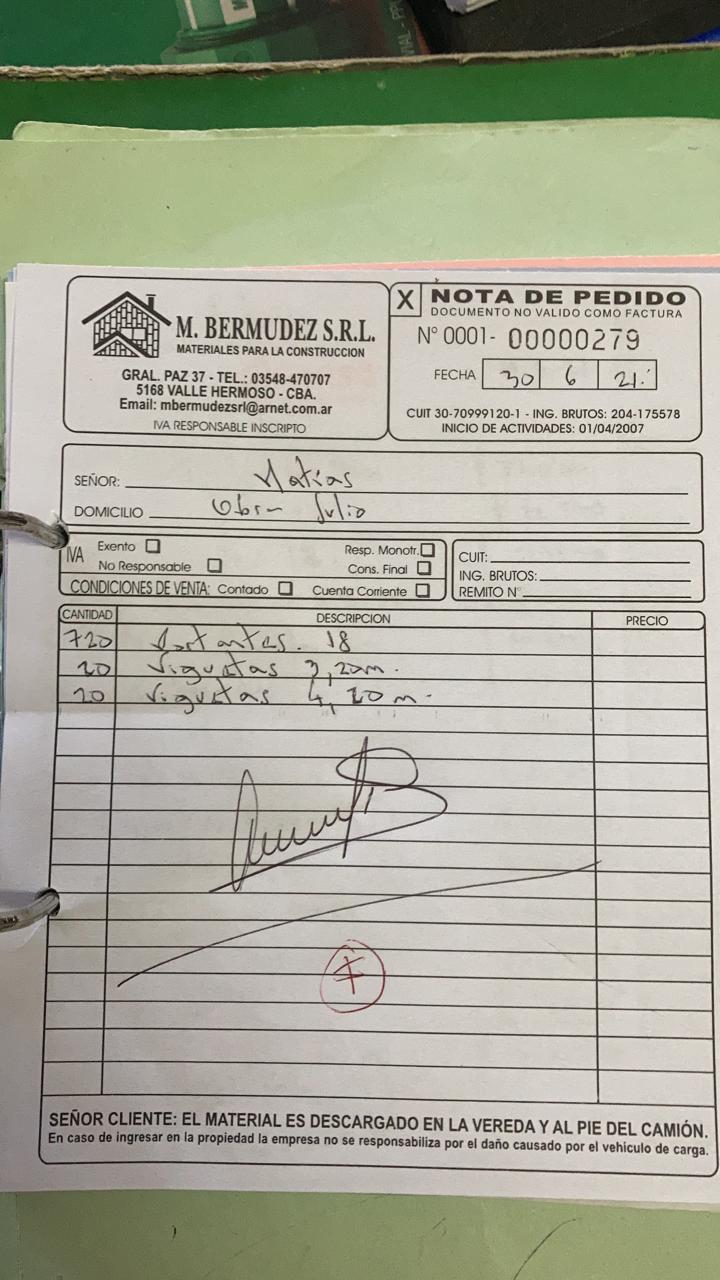 M. BERMUDEZ S.R.L.
MATERIALES PARA LA CONSTRUCCION
GRAL. PAZ 37 - TEL.: 03548-470707
5168 VALLE HERMOSO - CBA.
Email: mbermudezsrl@arnet.com.ar
IVA RESPONSABLE INSCRIPTO
X NOTA DE PEDIDO
DOCUMENTO NO VALIDO COMO FACTURA
N° 0001- 00000279
FECHA 30 6 21
CUIT 30-70999120-1 - ING. BRUTOS: 204-175578
INICIO DE ACTIVIDADES: 01/04/2007
SEÑOR: Matias
DOMICILIO Obra Julio
IVA Exento
No Responsable
Resp. Monotr.
Cons. Final
CONDICIONES DE VENTA: Contado Cuenta Corriente
CUIT:
ING. BRUTOS:
REMITO N°
CANTIDAD DESCRIPCION PRECIO
720 Portantes. 18
20 Viguetas 3,20m.
20 Viguetas 4,20m.
SEÑOR CLIENTE: EL MATERIAL ES DESCARGADO EN LA VEREDA Y AL PIE DEL CAMIÓN.
En caso de ingresar en la propiedad la empresa no se responsabiliza por el daño causado por el vehiculo de carga.